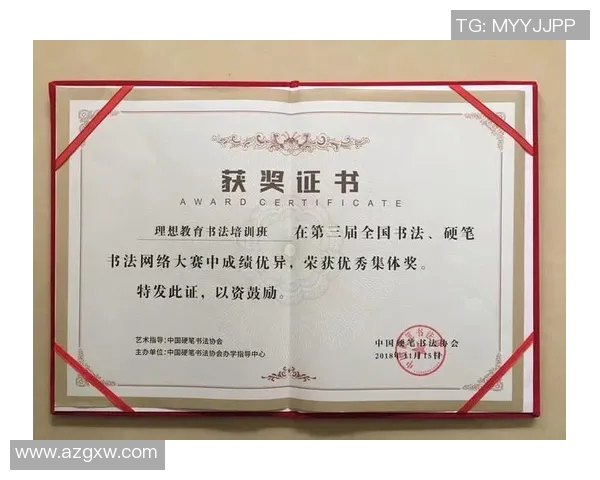 TG: MYYJJPP
获奖证书
AWARD CERTIFICATE
理想教育书法培训班 在第三届全国书法、硬笔
书法网络大赛中成绩优异，荣获优秀集体奖。
特发此证，以资鼓励。
艺术指导：中国硬笔书法协会
主办单位：中国硬笔书法协会办学指导中心
中国硬笔书法协会
2018年11月15日
www.azgxw.com